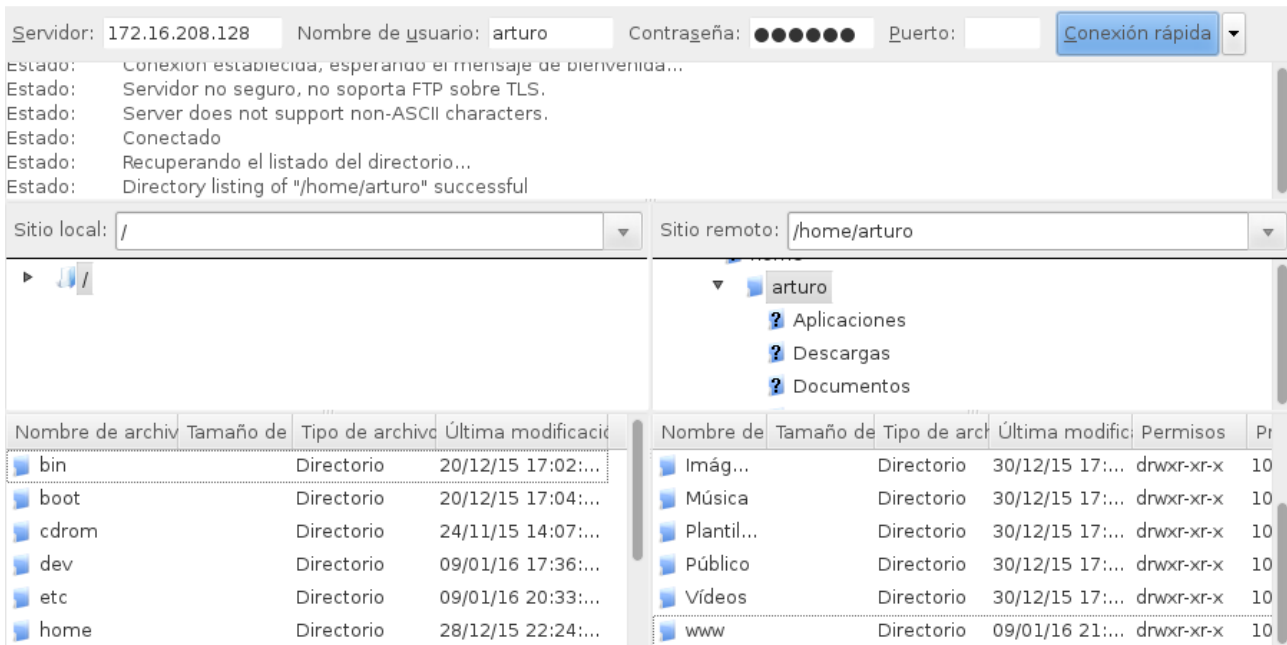 Servidor: 172.16.208.128 Nombre de usuario: arturo Contraseña: ●●●●●● Puerto: Conexión rápida
Estado: Conexión establecida, esperando el mensaje de bienvenida...
Estado: Servidor no seguro, no soporta FTP sobre TLS.
Estado: Server does not support non-ASCII characters.
Estado: Conectado
Estado: Recuperando el listado del directorio...
Estado: Directory listing of "/home/arturo" successful
Sitio local: /
Sitio remoto: /home/arturo
/
home
arturo
? Aplicaciones
? Descargas
? Documentos
Nombre de archiv Tamaño de Tipo de archivo Última modificació
bin Directorio 20/12/15 17:02:...
boot Directorio 20/12/15 17:04:...
cdrom Directorio 24/11/15 14:07:...
dev Directorio 09/01/16 17:36:...
etc Directorio 09/01/16 20:33:...
home Directorio 28/12/15 22:24:...
Nombre de Tamaño de Tipo de arch Última modifica Permisos Pr
Imág... Directorio 30/12/15 17:... drwxr-xr-x 10
Música Directorio 30/12/15 17:... drwxr-xr-x 10
Plantil... Directorio 30/12/15 17:... drwxr-xr-x 10
Público Directorio 30/12/15 17:... drwxr-xr-x 10
Vídeos Directorio 30/12/15 17:... drwxr-xr-x 10
www Directorio 09/01/16 21:... drwxr-xr-x 10